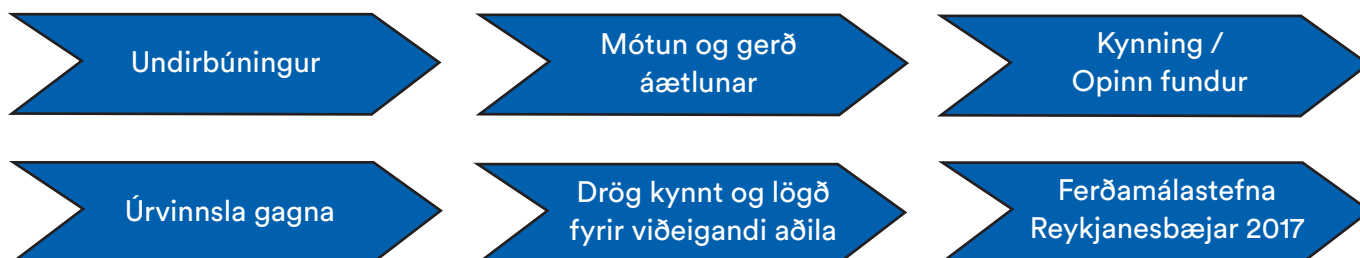 Undirbúningur
Mótun og gerð
áætlunar
Kynning /
Opinn fundur
Úrvinnsla gagna
Drög kynnt og lögð
fyrir viðeigandi aðila
Ferðamálastefna
Reykjanesbæjar 2017